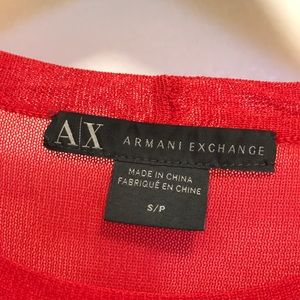 A|X ARMANI EXCHANGE
MADE IN CHINA
FABRIQUÉ EN CHINE
S/P